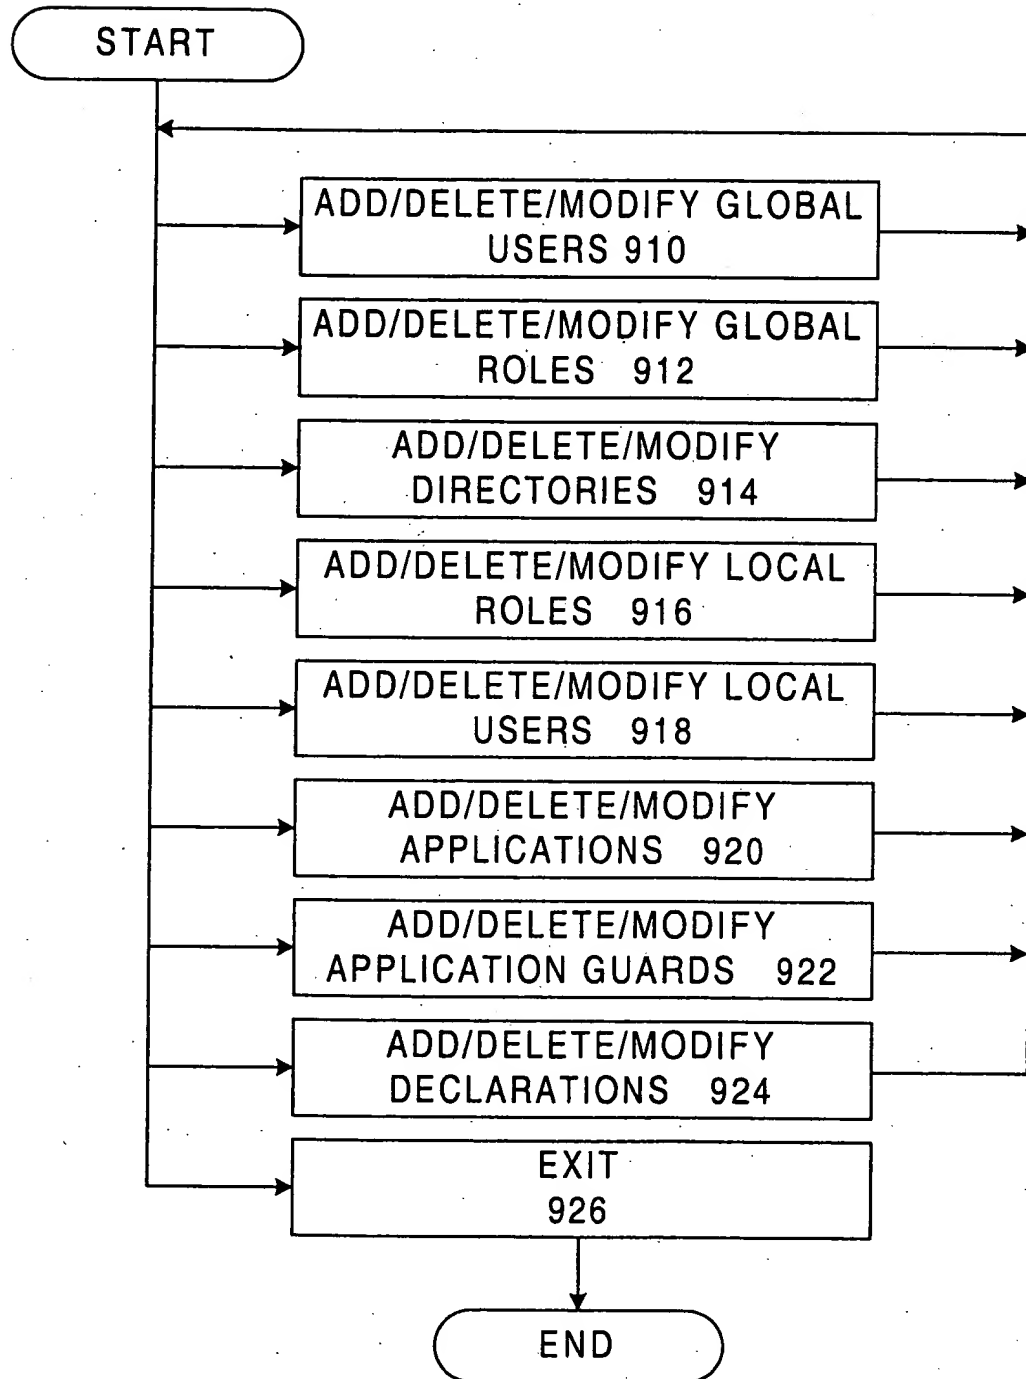 START
ADD/DELETE/MODIFY GLOBAL
USERS 910
ADD/DELETE/MODIFY GLOBAL
ROLES 912
ADD/DELETE/MODIFY
DIRECTORIES 914
ADD/DELETE/MODIFY LOCAL
ROLES 916
ADD/DELETE/MODIFY LOCAL
USERS 918
ADD/DELETE/MODIFY
APPLICATIONS 920
ADD/DELETE/MODIFY
APPLICATION GUARDS 922
ADD/DELETE/MODIFY
DECLARATIONS 924
EXIT
926
END